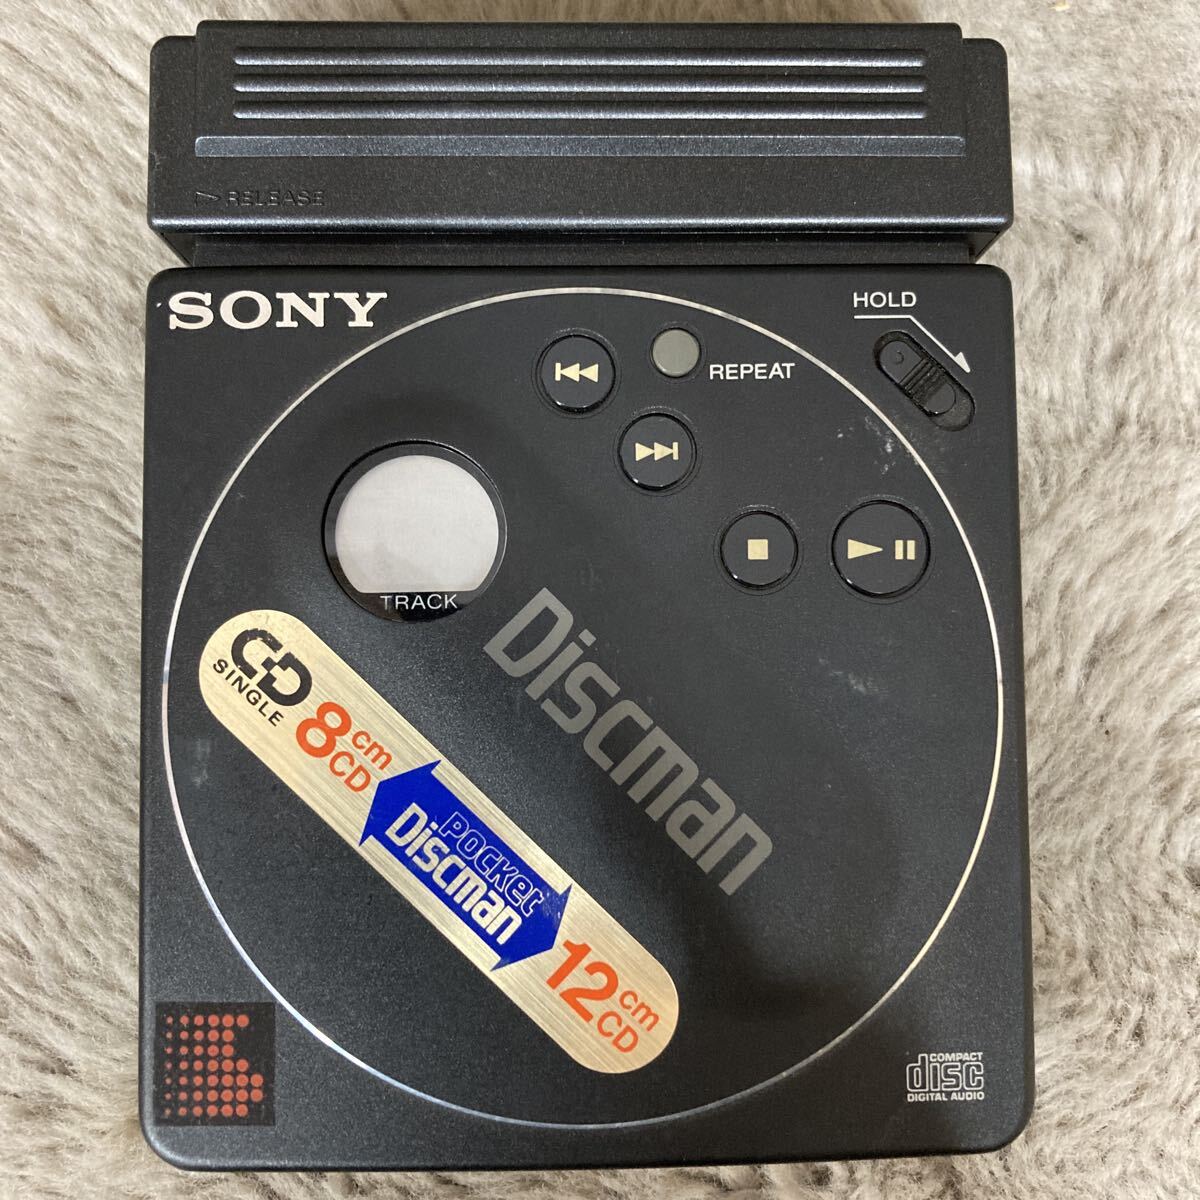 RELEASE
SONY
HOLD
REPEAT
TRACK
Discman
CD
SINGLE
8cm
CD
POCKET
Discman
12cm
CD
COMPACT
disc
DIGITAL AUDIO